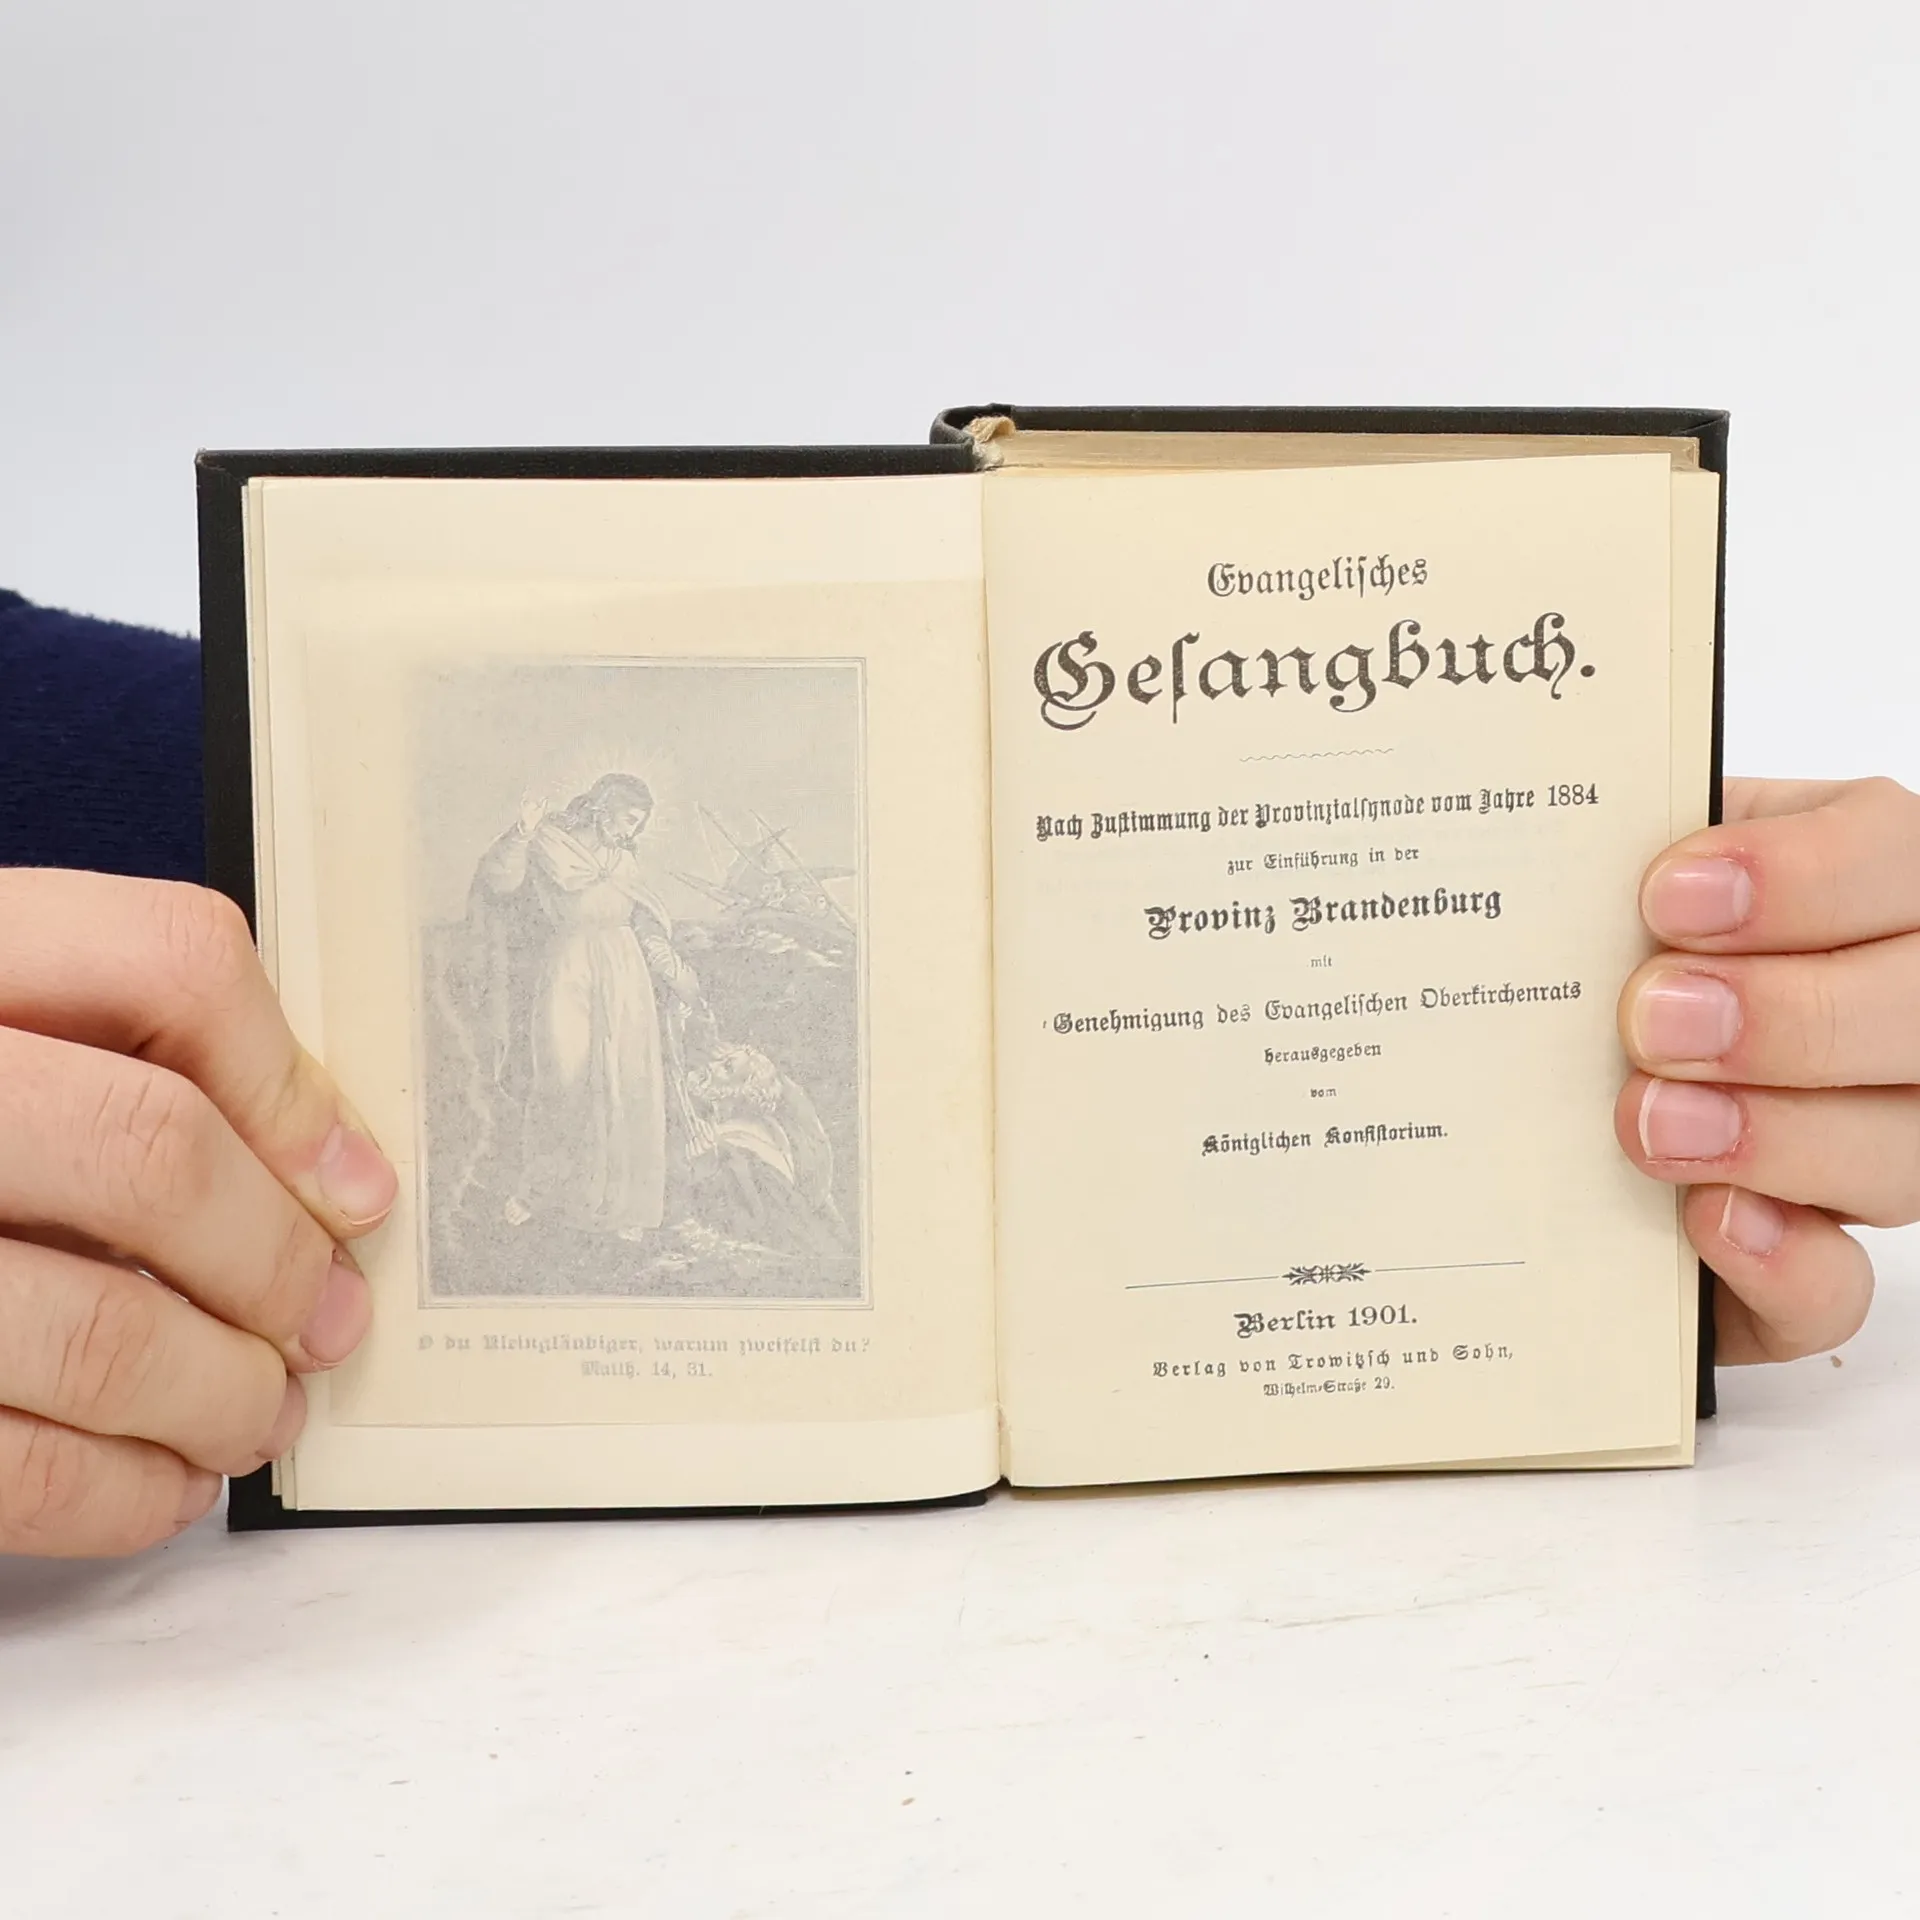 O du Kleingläubiger, warum zweifelst du?
Matth. 14, 31.
Evangeliſches
Geſangbuch.
Nach Zuſtimmung der Provinzialſynode vom Jahre 1884
zur Einführung in der
Provinz Brandenburg
mit
Genehmigung des Evangeliſchen Oberkirchenrats
herausgegeben
vom
Königlichen Konſiſtorium.
Berlin 1901.
Verlag von Trowitzſch und Sohn,
Wilhelm-Straße 29.